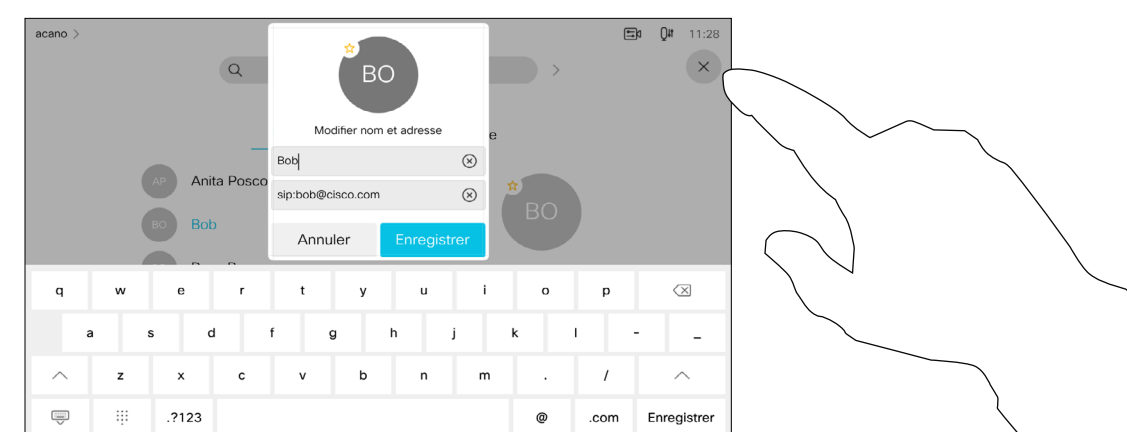 acano >
11:28
BO
Modifier nom et adresse
e
Bob
AP Anita Posco
sip:bob@cisco.com
BO
BO Bob
Annuler Enregistrer
q w e r t y u i o p
a s d f g h j k l - _
z x c v b n m . /
.?123 @ .com Enregistrer